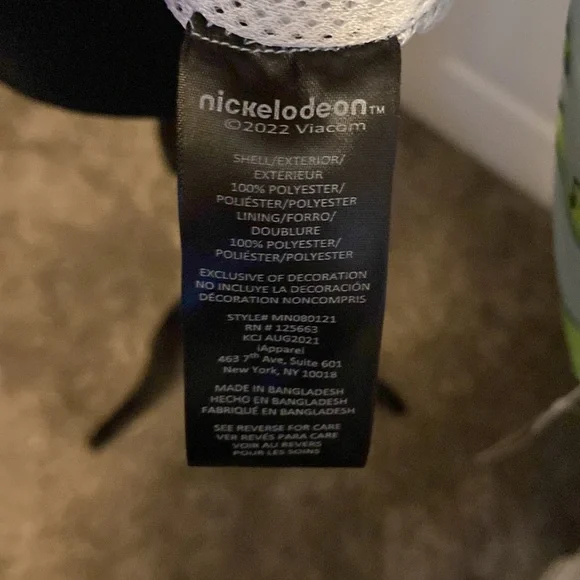 nickelodeon™
©2022 Viacom
SHELL/EXTERIOR/
EXTÉRIEUR
100% POLYESTER/
POLIÉSTER/POLYESTER
LINING/FORRO/
DOUBLURE
100% POLYESTER/
POLIÉSTER/POLYESTER
EXCLUSIVE OF DECORATION
NO INCLUYE LA DECORACIÓN
DÉCORATION NONCOMPRIS
STYLE# MN080121
RN # 125663
KCJ AUG2021
iApparel
463 7th Ave, Suite 601
New York, NY 10018
MADE IN BANGLADESH
HECHO EN BANGLADESH
FABRIQUÉ EN BANGLADESH
SEE REVERSE FOR CARE
VER REVÉS PARA CARE
VOIR AU REVERS
POUR LES SOINS